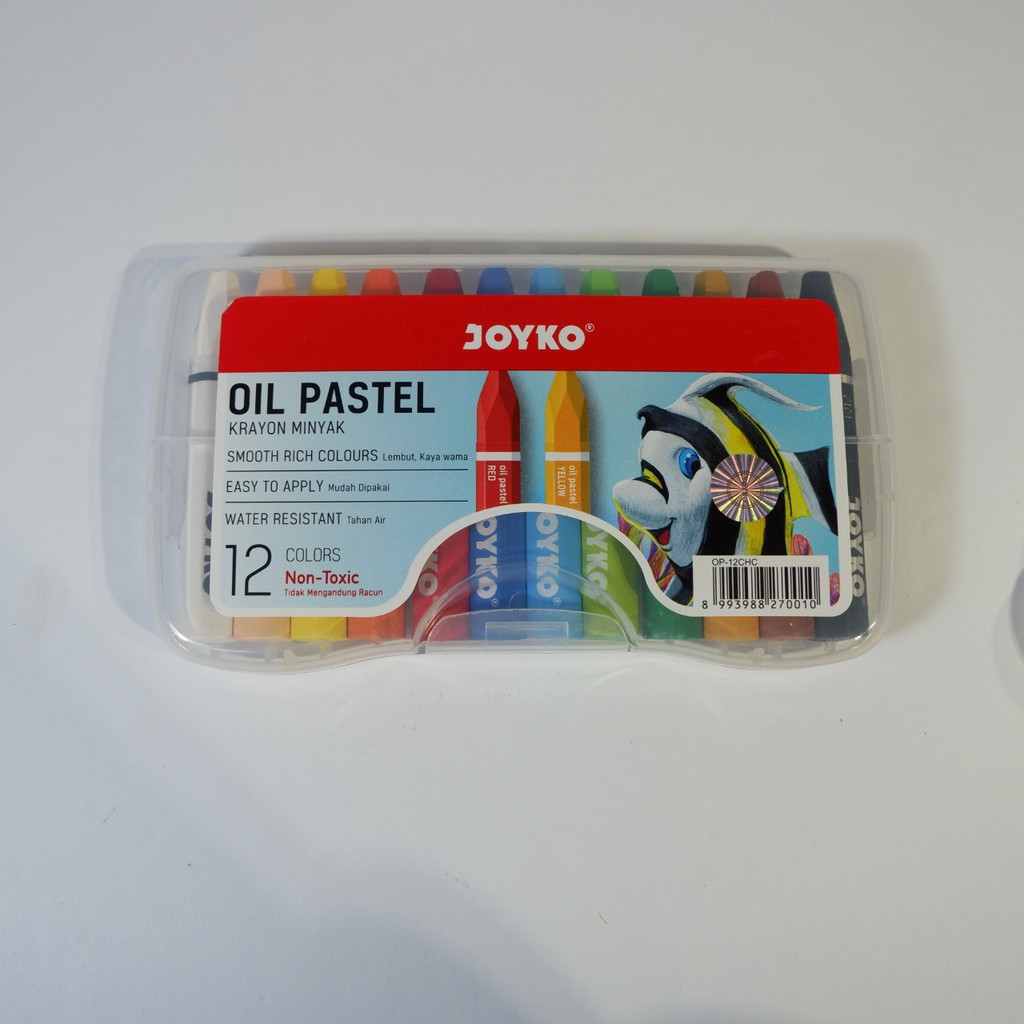 JOYKO®
OIL PASTEL
KRAYON MINYAK
SMOOTH RICH COLOURS Lembut, Kaya warna
EASY TO APPLY Mudah Dipakai
WATER RESISTANT Tahan Air
12 COLORS
Non-Toxic
Tidak Mengandung Racun
oil pastel
RED
oil pastel
YELLOW
OP-12CHC
8 993988 270010
JOYKO
JOYKO
JOYKO
JOYKO
JOYKO